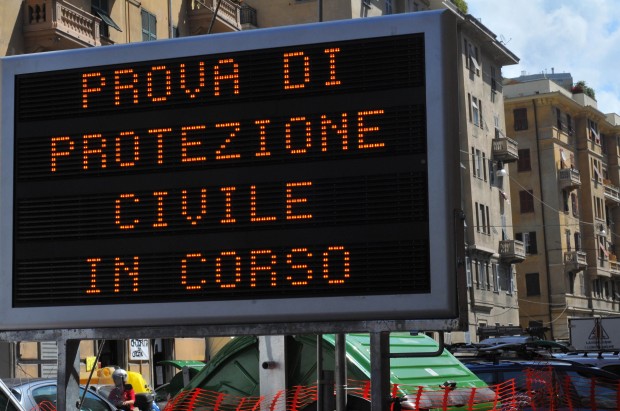 PROVA DI
PROTEZIONE
CIVILE
IN CORSO